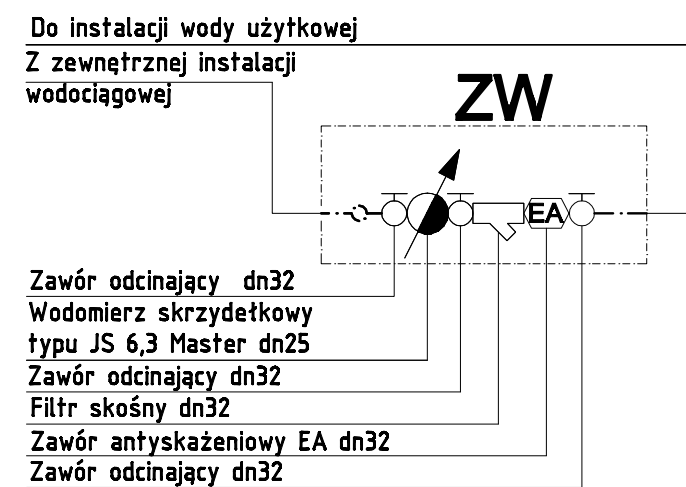 Do instalacji wody użytkowej
Z zewnętrznej instalacji
wodociągowej
ZW
EA
Zawór odcinający dn32
Wodomierz skrzydełkowy
typu JS 6,3 Master dn25
Zawór odcinający dn32
Filtr skośny dn32
Zawór antyskażeniowy EA dn32
Zawór odcinający dn32